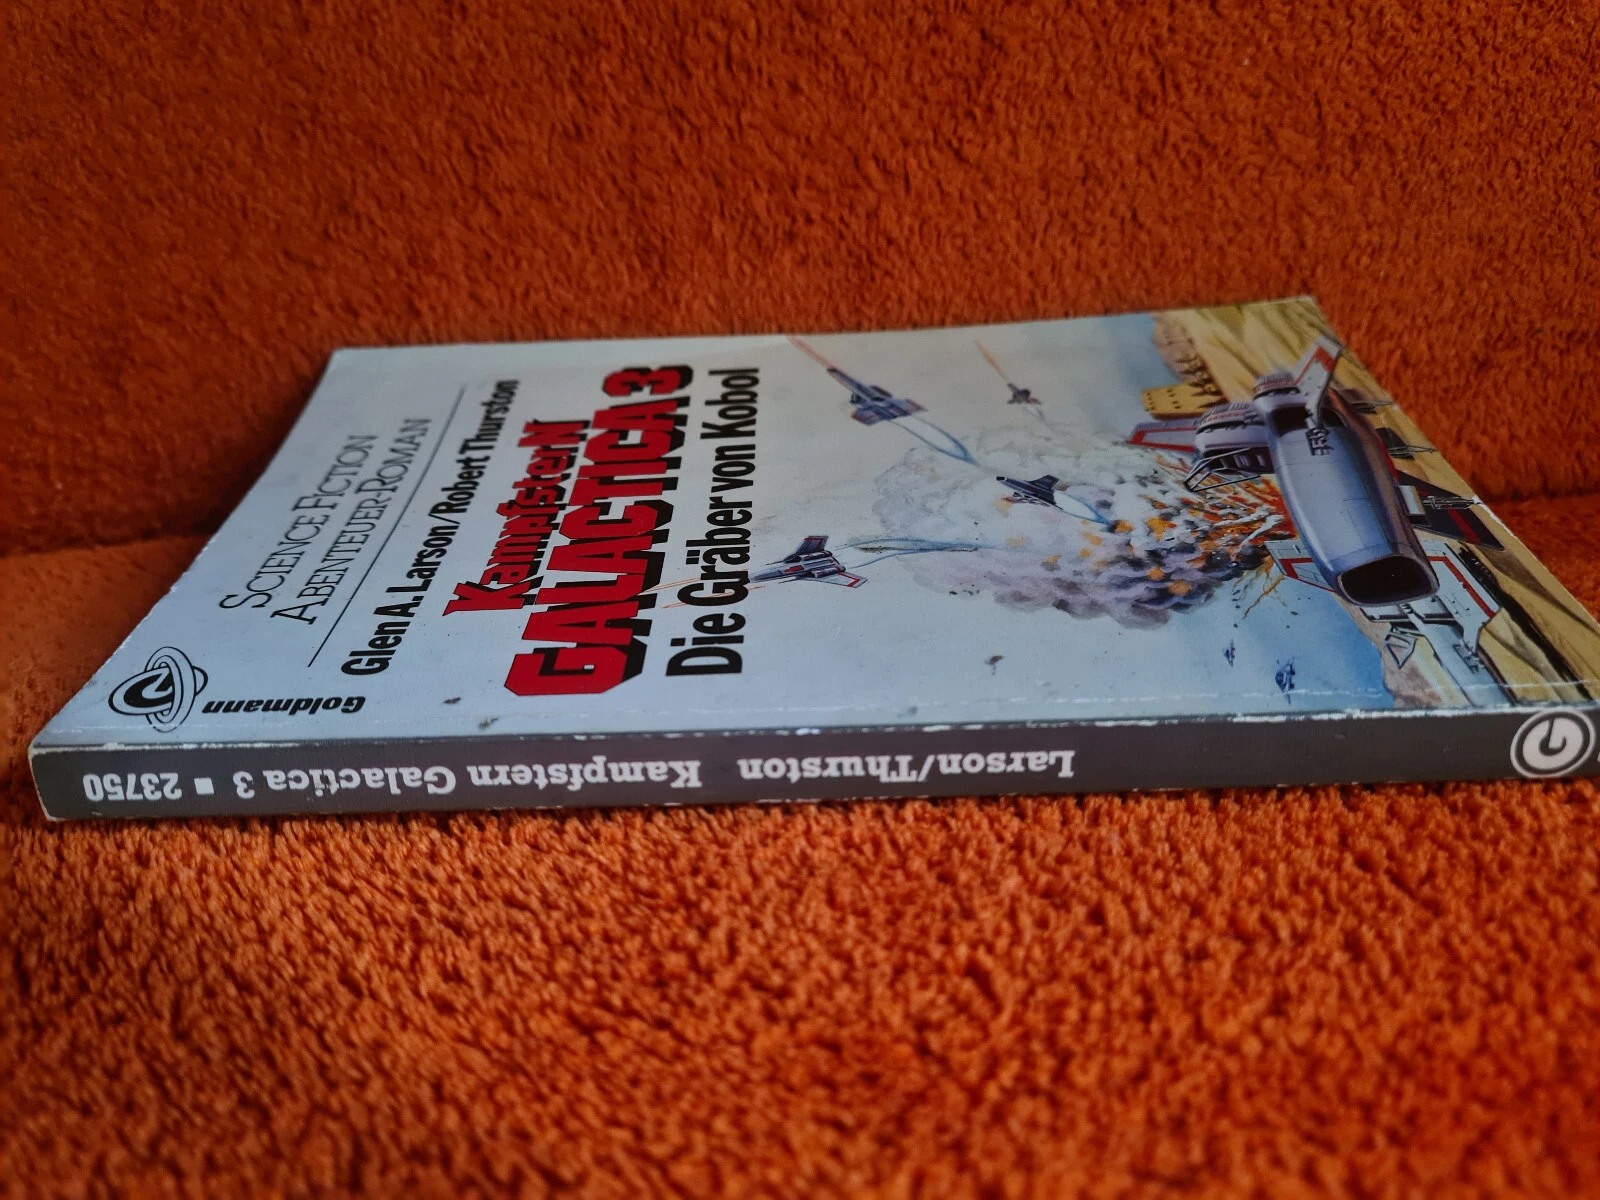 SCIENCE FICTION
ABENTEUER-ROMAN
Glen A. Larson/Robert Thurston
KampfsterN
GALACTICA 3
Die Gräber von Kobol
Goldmann
Larson/Thurston Kampfstern Galactica 3 ■ 23750
G